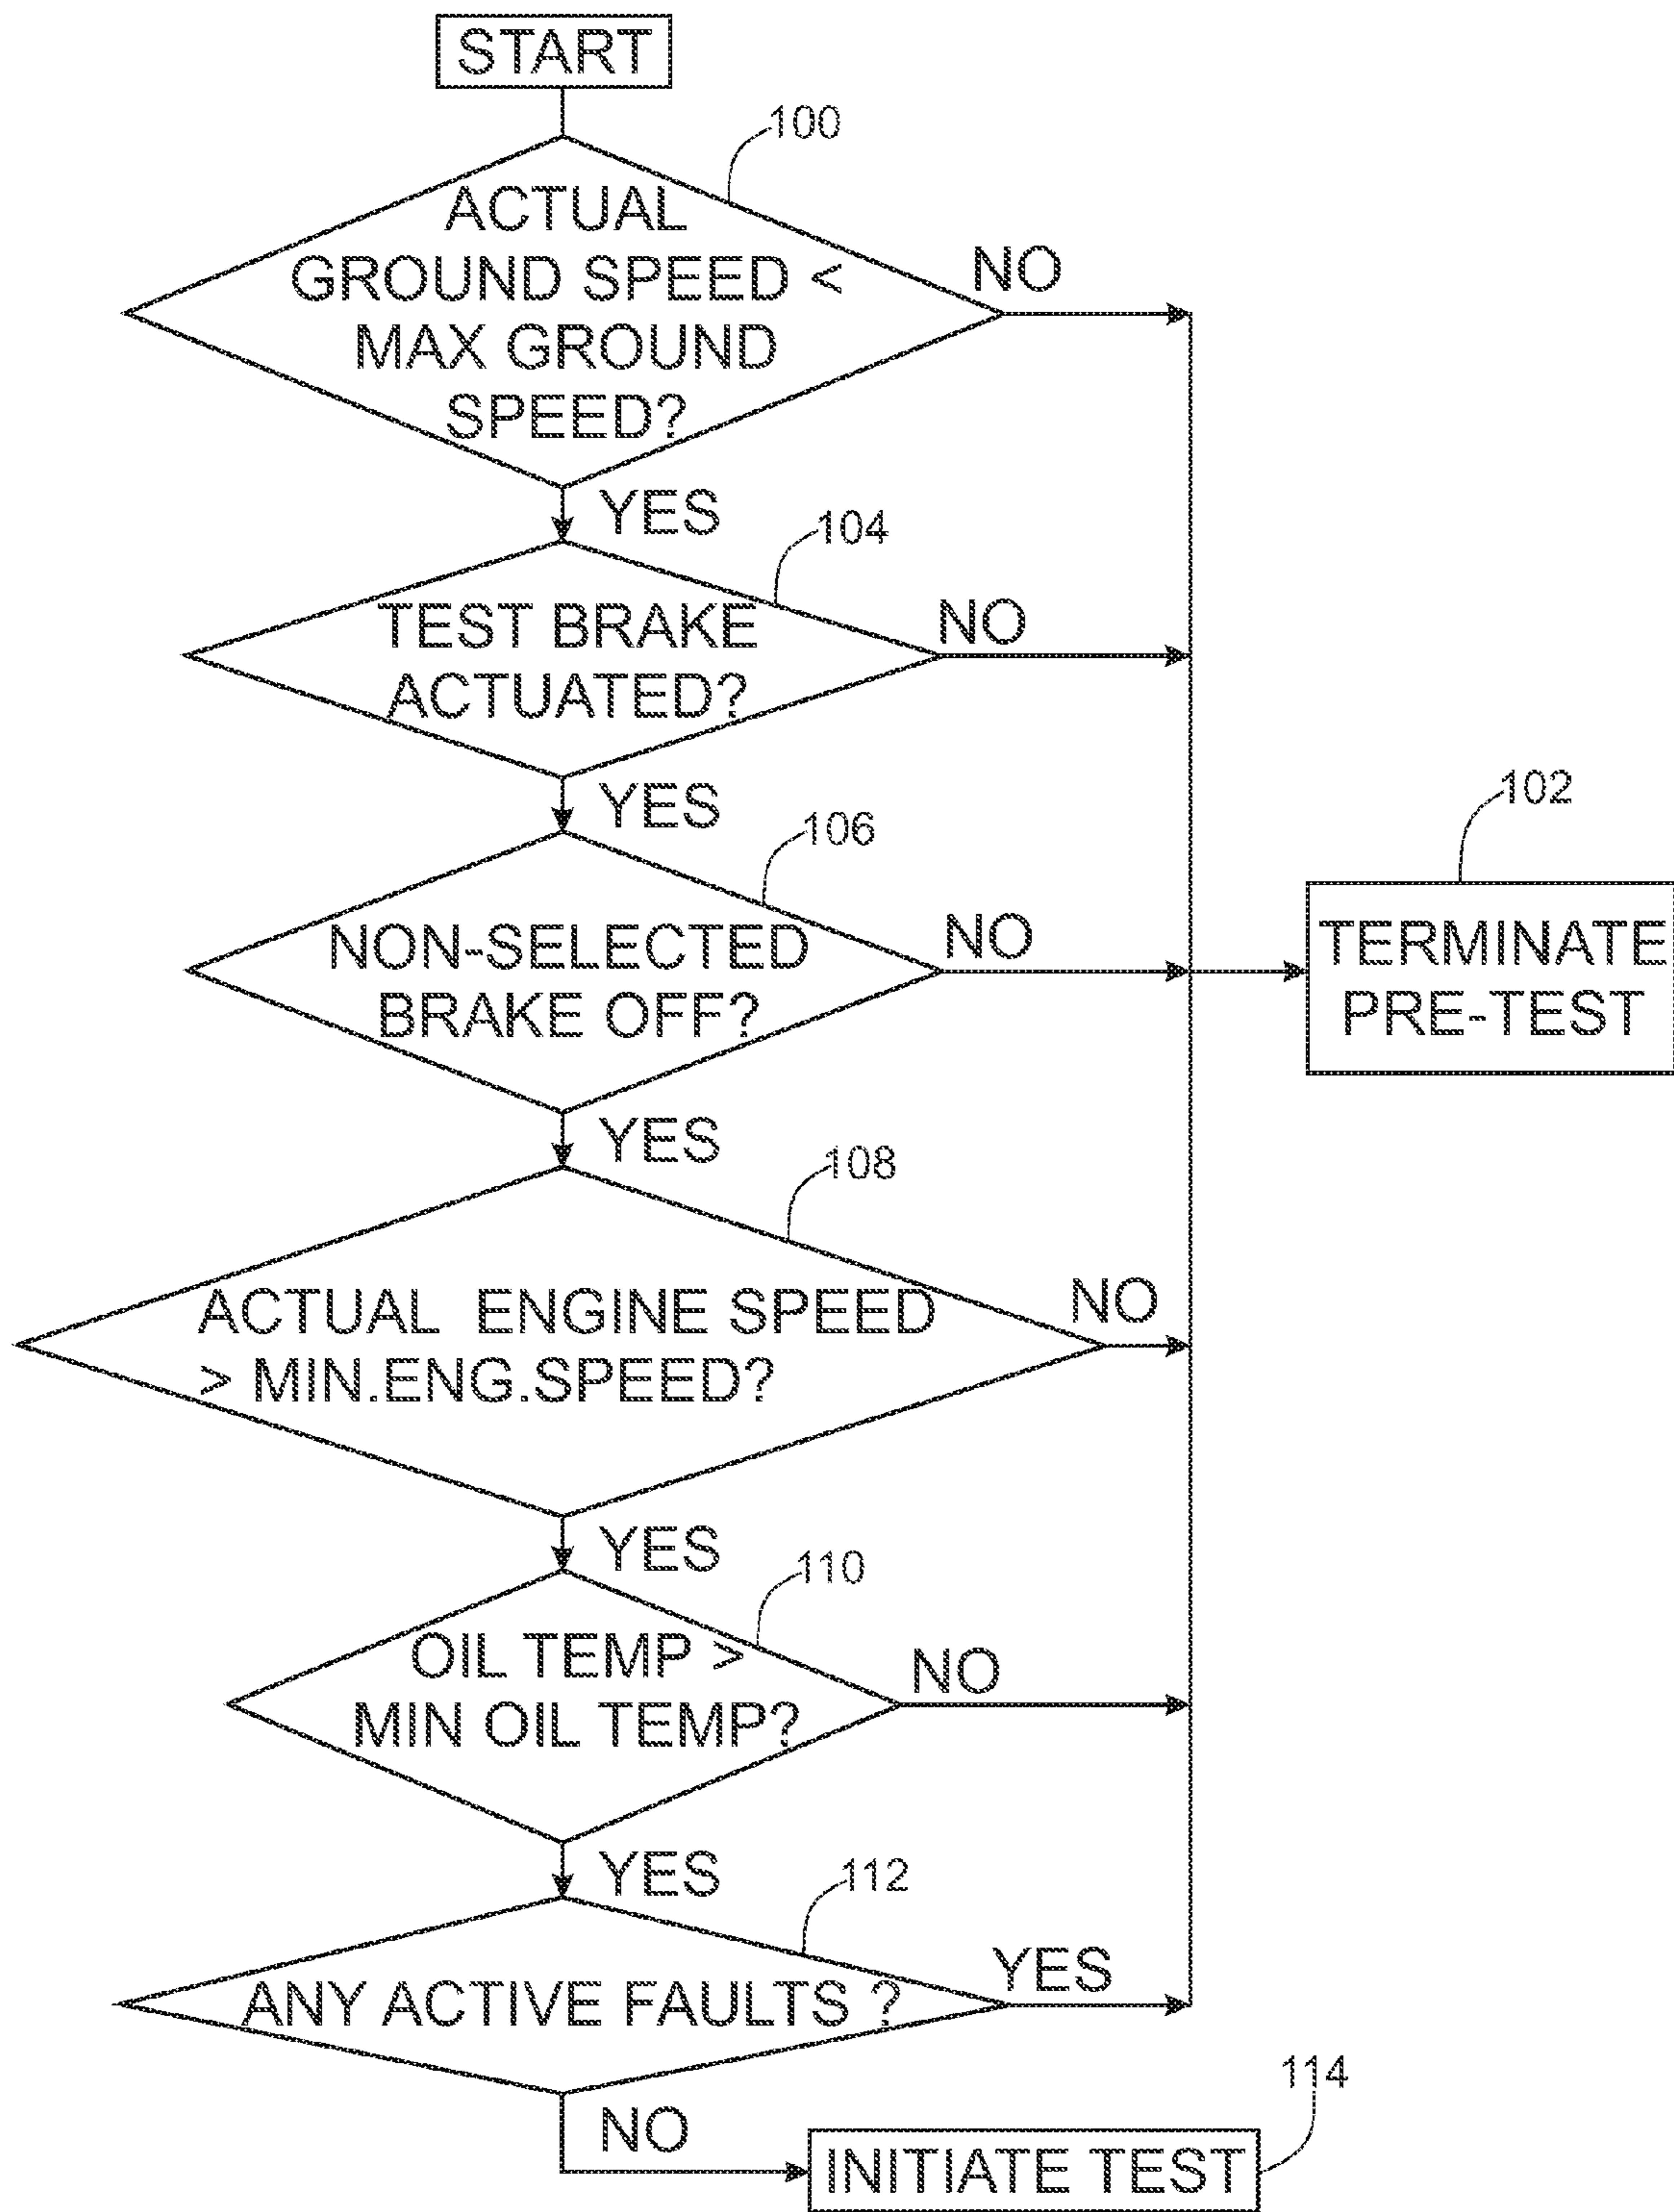 START
100
ACTUAL
GROUND SPEED <
MAX GROUND
SPEED?
NO
YES
104
TEST BRAKE
ACTUATED?
NO
YES
106
NON-SELECTED
BRAKE OFF?
NO
102
TERMINATE
PRE-TEST
YES
108
ACTUAL ENGINE SPEED
> MIN.ENG.SPEED?
NO
YES
110
OIL TEMP >
MIN OIL TEMP?
NO
YES
112
ANY ACTIVE FAULTS ?
YES
NO
114
INITIATE TEST